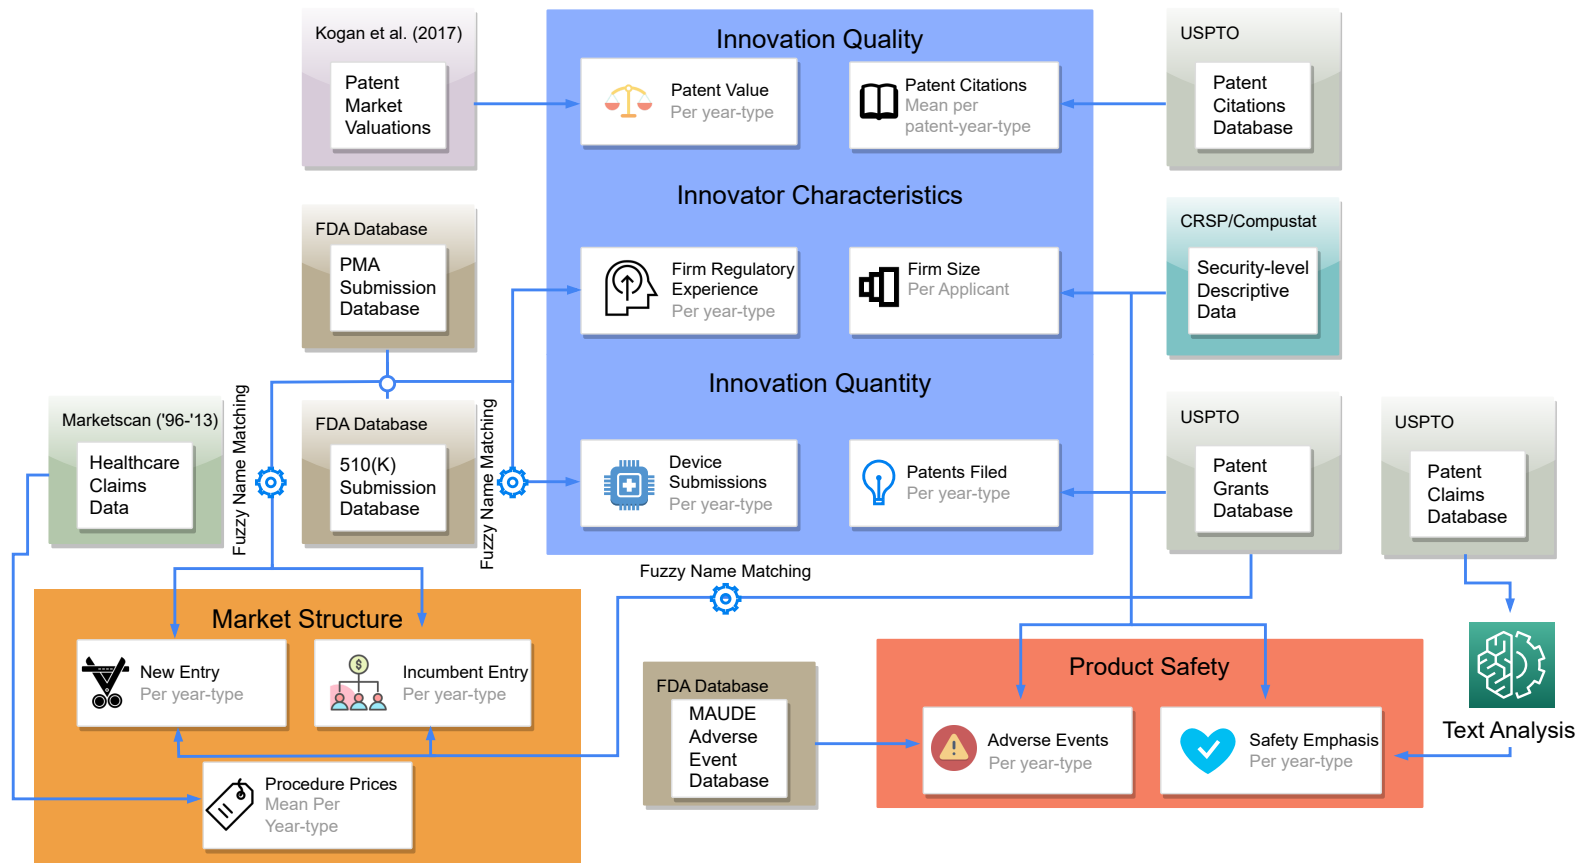 Kogan et al. (2017)
Patent
Market
Valuations
Innovation Quality
Patent Value
Per year-type
Patent Citations
Mean per
patent-year-type
USPTO
Patent
Citations
Database
FDA Database
PMA
Submission
Database
Innovator Characteristics
Firm Regulatory
Experience
Per year-type
Firm Size
Per Applicant
CRSP/Compustat
Security-level
Descriptive
Data
Marketscan ('96-'13)
Healthcare
Claims
Data
Fuzzy Name Matching
FDA Database
510(K)
Submission
Database
Fuzzy Name Matching
Innovation Quantity
Device
Submissions
Per year-type
Patents Filed
Per year-type
USPTO
Patent
Grants
Database
USPTO
Patent
Claims
Database
Fuzzy Name Matching
Market Structure
New Entry
Per year-type
Incumbent Entry
Per year-type
Procedure Prices
Mean Per
Year-type
FDA Database
MAUDE
Adverse
Event
Database
Product Safety
Adverse Events
Per year-type
Safety Emphasis
Per year-type
Text Analysis